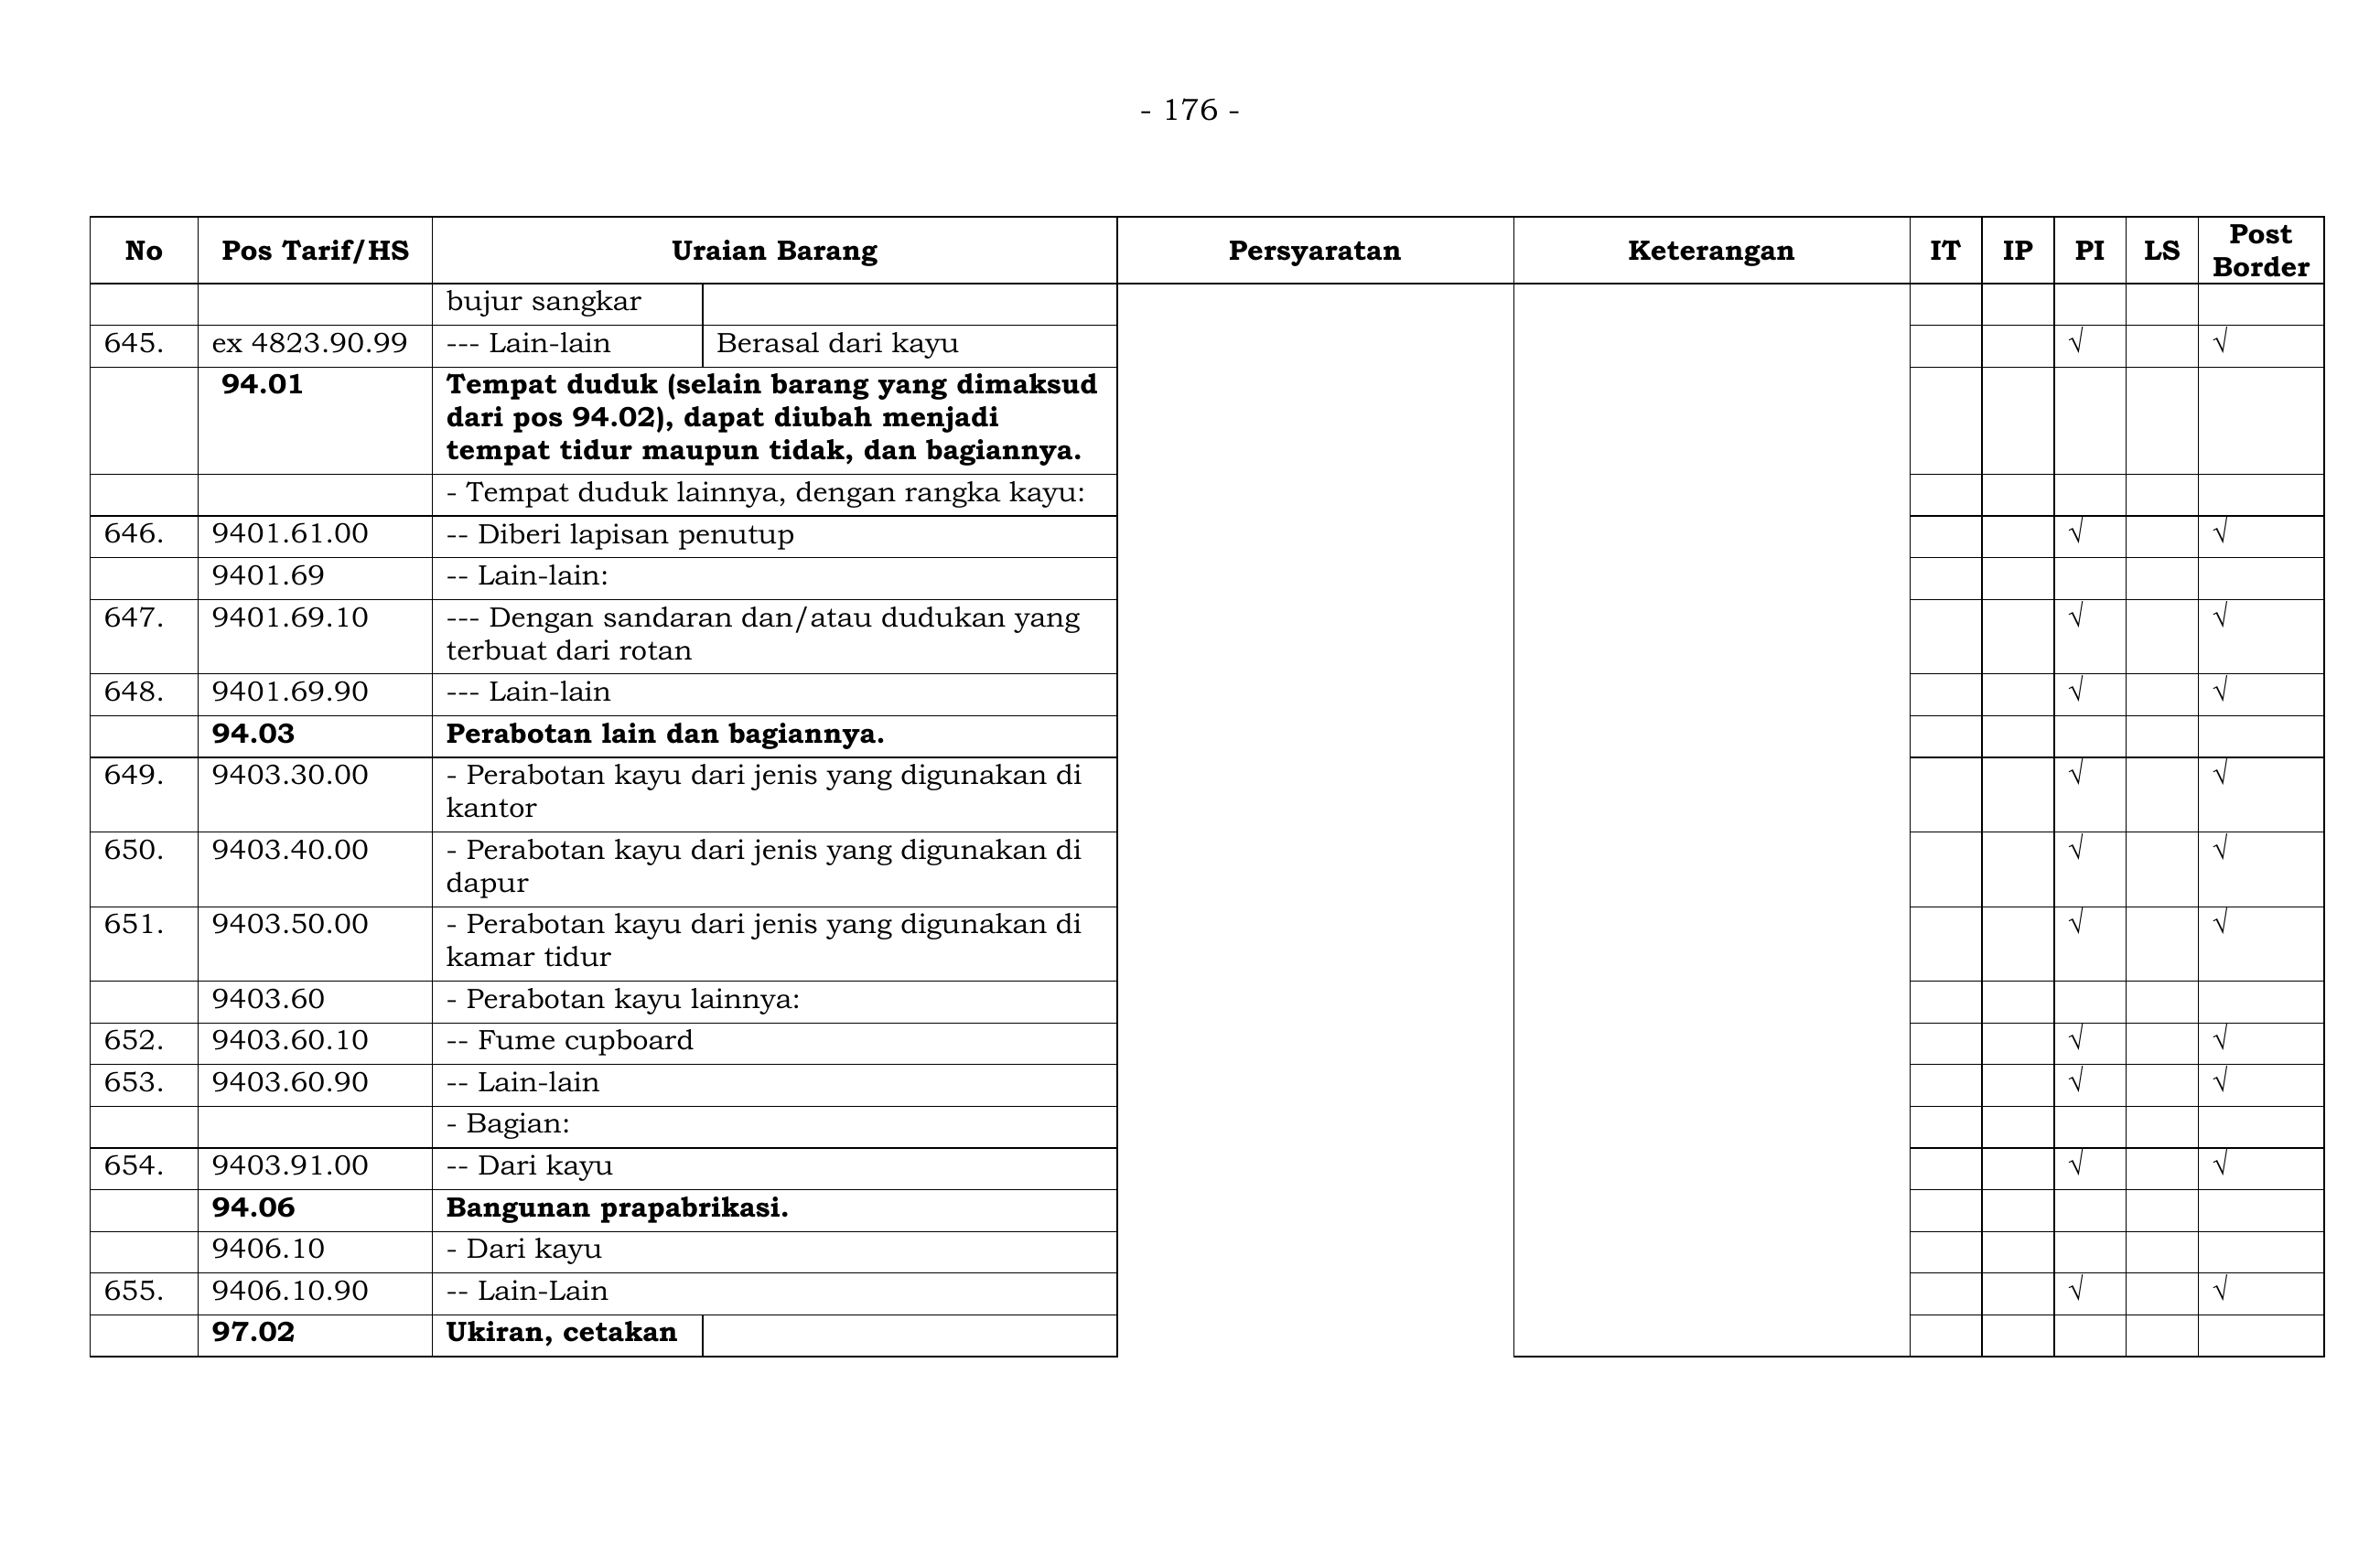 - 176 -
No Pos Tarif/HS Uraian Barang Persyaratan Keterangan IT IP PI LS Post Border
bujur sangkar
645. ex 4823.90.99 --- Lain-lain Berasal dari kayu √ √
94.01 Tempat duduk (selain barang yang dimaksud
dari pos 94.02), dapat diubah menjadi
tempat tidur maupun tidak, dan bagiannya.
- Tempat duduk lainnya, dengan rangka kayu:
646. 9401.61.00 -- Diberi lapisan penutup √ √
9401.69 -- Lain-lain:
647. 9401.69.10 --- Dengan sandaran dan/atau dudukan yang √ √
terbuat dari rotan
648. 9401.69.90 --- Lain-lain √ √
94.03 Perabotan lain dan bagiannya.
649. 9403.30.00 - Perabotan kayu dari jenis yang digunakan di √ √
kantor
650. 9403.40.00 - Perabotan kayu dari jenis yang digunakan di √ √
dapur
651. 9403.50.00 - Perabotan kayu dari jenis yang digunakan di √ √
kamar tidur
9403.60 - Perabotan kayu lainnya:
652. 9403.60.10 -- Fume cupboard √ √
653. 9403.60.90 -- Lain-lain √ √
- Bagian:
654. 9403.91.00 -- Dari kayu √ √
94.06 Bangunan prapabrikasi.
9406.10 - Dari kayu
655. 9406.10.90 -- Lain-Lain √ √
97.02 Ukiran, cetakan